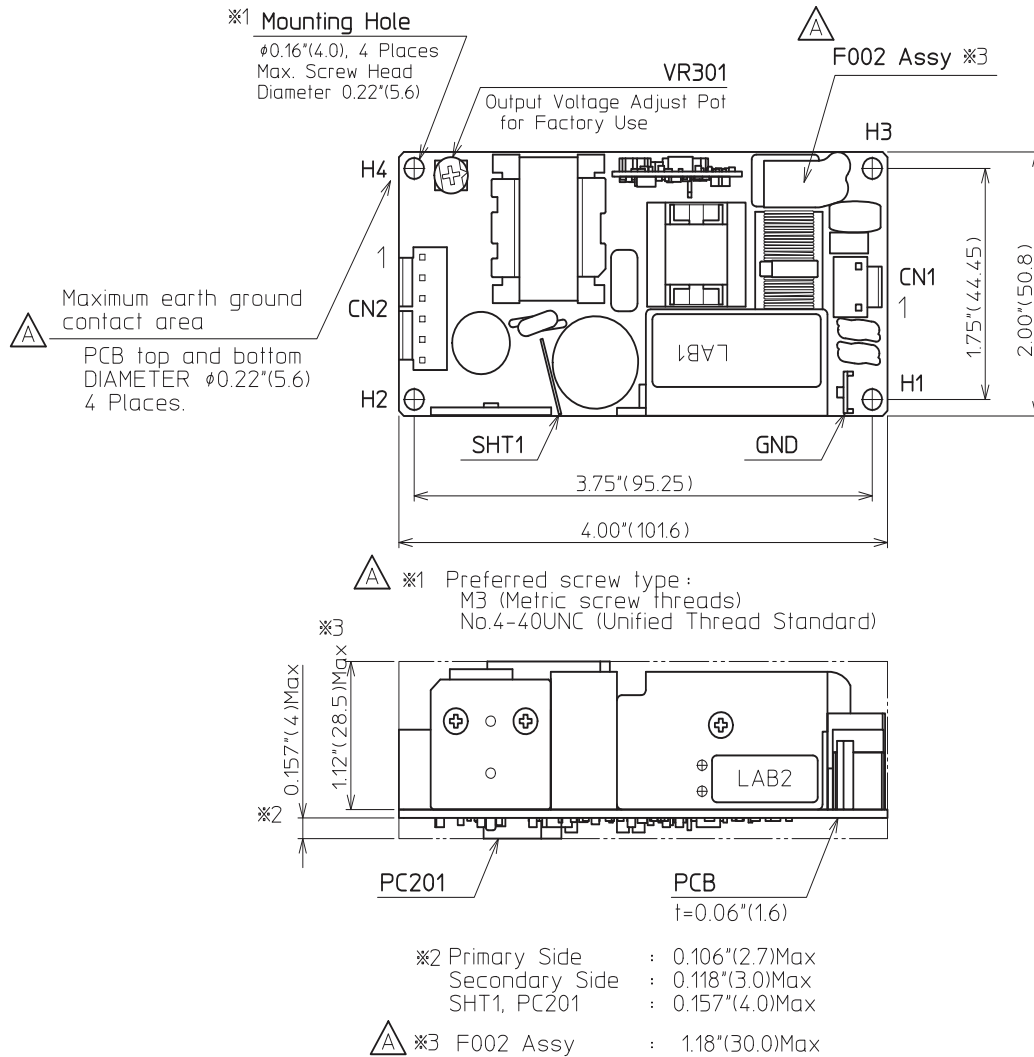 ※1 Mounting Hole
ϕ0.16"(4.0), 4 Places
Max. Screw Head
Diameter 0.22"(5.6)
VR301
Output Voltage Adjust Pot
for Factory Use
A
F002 Assy ※3
H3
H4
1
CN2
Maximum earth ground
contact area
A
PCB top and bottom
DIAMETER ϕ0.22"(5.6)
4 Places.
H2
LAB1
CN1
1
H1
1.75"(44.45)
2.00"(50.8)
SHT1
GND
3.75"(95.25)
4.00"(101.6)
A ※1 Preferred screw type :
M3 (Metric screw threads)
No.4-40UNC (Unified Thread Standard)
※3
1.12"(28.5)Max
0.157"(4)Max
※2
LAB2
PC201
PCB
t=0.06"(1.6)
※2 Primary Side : 0.106"(2.7)Max
Secondary Side : 0.118"(3.0)Max
SHT1, PC201 : 0.157"(4.0)Max
A ※3 F002 Assy : 1.18"(30.0)Max